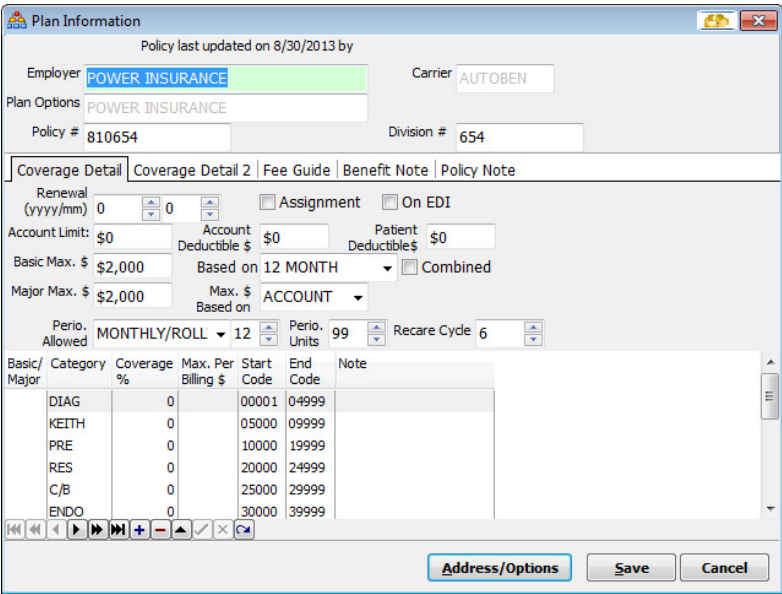 Plan Information
Policy last updated on 8/30/2013 by
Employer POWER INSURANCE Carrier AUTOBEN
Plan Options POWER INSURANCE
Policy # 810654 Division # 654
Coverage Detail Coverage Detail 2 Fee Guide Benefit Note Policy Note
Renewal (yyyy/mm) 0 0 Assignment On EDI
Account Limit: $0 Account Deductible $ $0 Patient Deductible$ $0
Basic Max. $ $2,000 Based on 12 MONTH Combined
Major Max. $ $2,000 Max. $ Based on ACCOUNT
Perio. Allowed MONTHLY/ROLL 12 Perio. Units 99 Recare Cycle 6
Basic/ Major Category Coverage % Max. Per Billing $ Start Code End Code Note
DIAG 0 00001 04999
KEITH 0 05000 09999
PRE 0 10000 19999
RES 0 20000 24999
C/B 0 25000 29999
ENDO 0 30000 39999
Address/Options Save Cancel